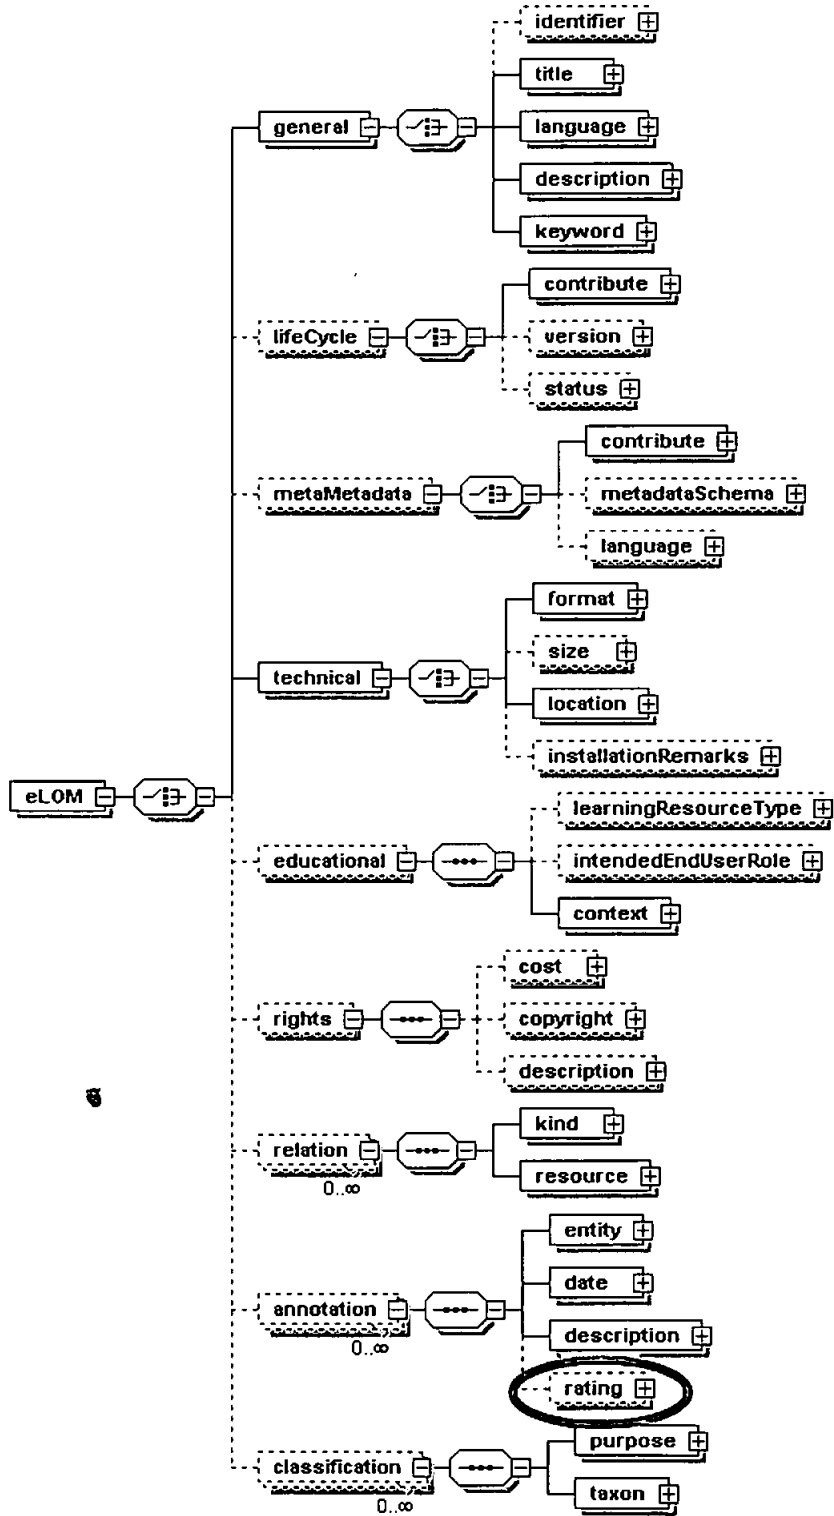 identifier
title
general
language
description
keyword
contribute
lifeCycle
version
status
contribute
metaMetadata
metadataSchema
language
format
size
technical
location
installationRemarks
eLOM
learningResourceType
educational
intendedEndUserRole
context
cost
rights
copyright
description
kind
relation
0..∞
resource
entity
date
annotation
0..∞
description
rating
purpose
classification
0..∞
taxon